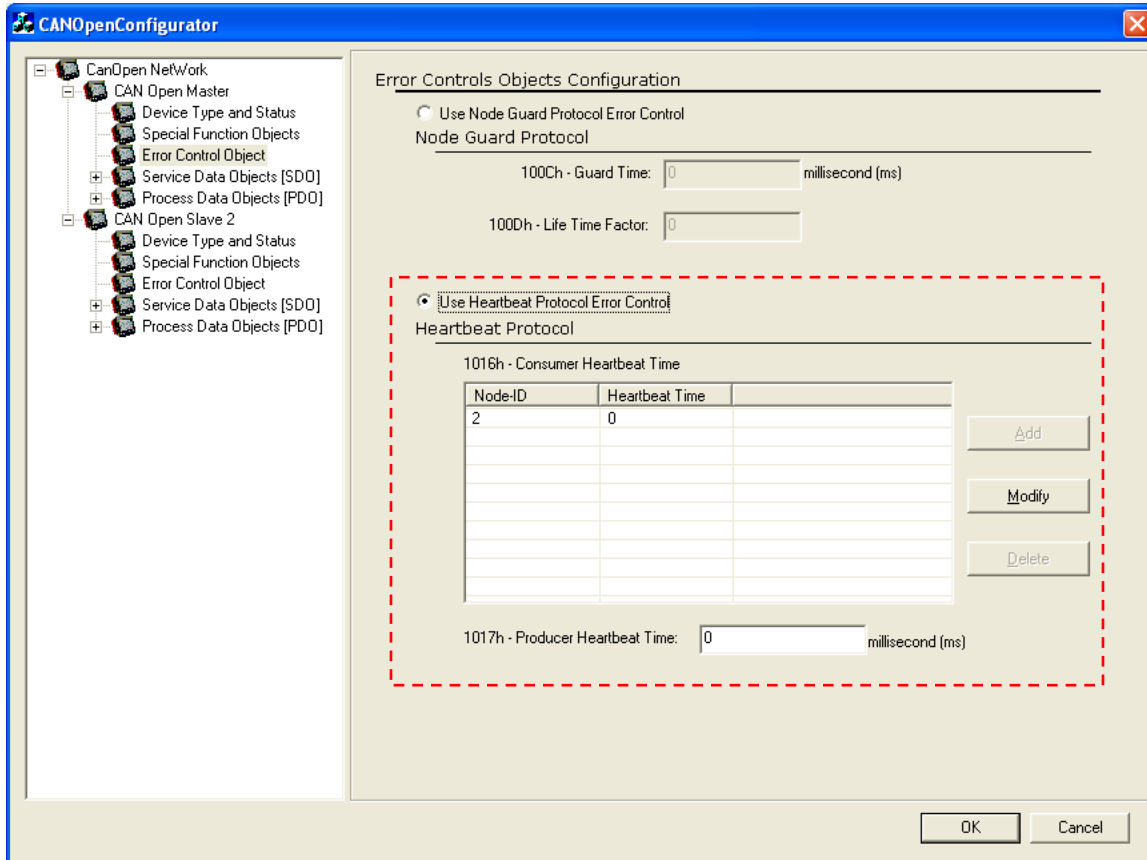 CANOpenConfigurator
CanOpen NetWork
CAN Open Master
Device Type and Status
Special Function Objects
Error Control Object
Service Data Objects [SDO]
Process Data Objects [PDO]
CAN Open Slave 2
Device Type and Status
Special Function Objects
Error Control Object
Service Data Objects [SDO]
Process Data Objects [PDO]
Error Controls Objects Configuration
Use Node Guard Protocol Error Control
Node Guard Protocol
100Ch - Guard Time: 0 millisecond (ms)
100Dh - Life Time Factor: 0
Use Heartbeat Protocol Error Control
Heartbeat Protocol
1016h - Consumer Heartbeat Time
Node-ID Heartbeat Time
2 0
Add
Modify
Delete
1017h - Producer Heartbeat Time: 0 millisecond (ms)
OK Cancel